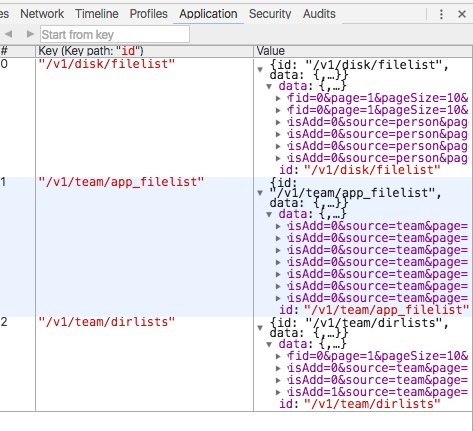 es Network Timeline Profiles Application Security Audits
Start from key
# Key (Key path: "id") Value
0 "/v1/disk/filelist" {id: "/v1/disk/filelist",
data: {,…}}
data: {,…}
fid=0&page=1&pageSize=10&
fid=0&page=1&pageSize=10&
isAdd=0&source=person&pag
isAdd=0&source=person&pag
isAdd=0&source=person&pag
id: "/v1/disk/filelist"
1 "/v1/team/app_filelist" {id:
"/v1/team/app_filelist",
data: {,…}}
data: {,…}
isAdd=0&source=team&page=
isAdd=0&source=team&page=
isAdd=0&source=team&page=
isAdd=0&source=team&page=
isAdd=0&source=team&page=
isAdd=0&source=team&page=
isAdd=0&source=team&page=
id: "/v1/team/app_filelist"
2 "/v1/team/dirlists" {id: "/v1/team/dirlists",
data: {,…}}
data: {,…}
fid=0&page=1&pageSize=10&
isAdd=0&source=team&page=
isAdd=0&source=team&page=
isAdd=1&source=team&page=
id: "/v1/team/dirlists"